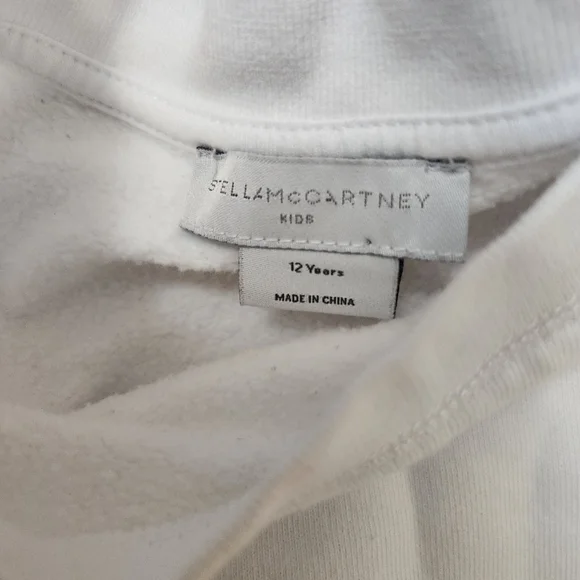 STELLAMcCARTNEY
KIDS
12 Years
MADE IN CHINA